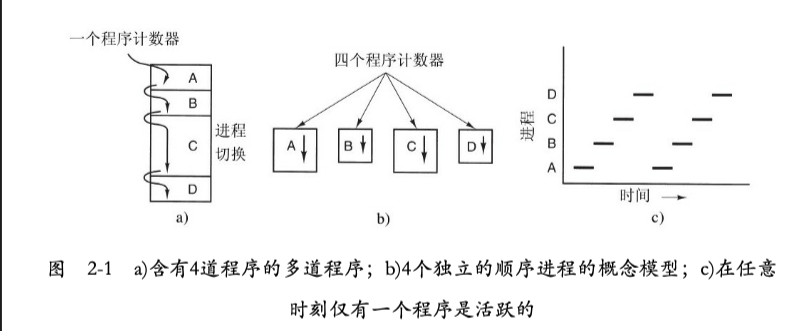 一个程序计数器
A
B
C
D
进程
切换
a)
四个程序计数器
A
B
C
D
b)
进程
D
C
B
A
时间
c)
图 2-1 a)含有4道程序的多道程序；b)4个独立的顺序进程的概念模型；c)在任意
时刻仅有一个程序是活跃的